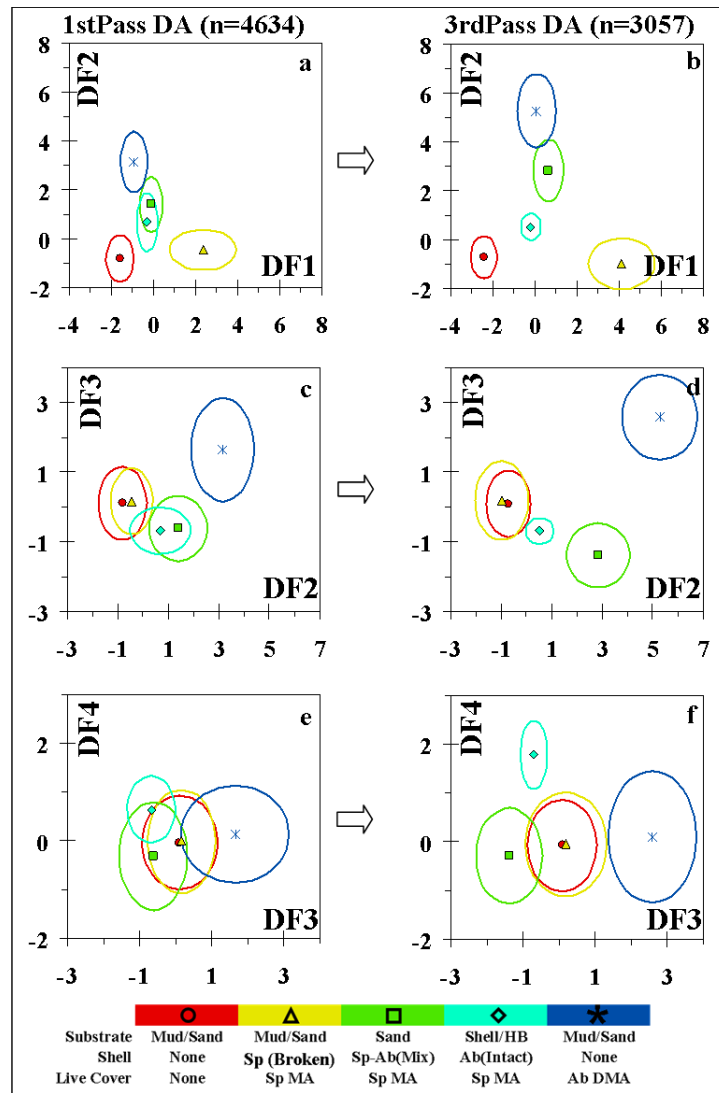 1stPass DA (n=4634)
3rdPass DA (n=3057)
8
6
4
2
0
-2
DF2
a
DF1
-4 -2 0 2 4 6 8
8
6
4
2
0
-2
DF2
b
DF1
-4 -2 0 2 4 6 8
3
1
-1
-3
DF3
c
DF2
-3 -1 1 3 5 7
3
1
-1
-3
DF3
d
DF2
-3 -1 1 3 5 7
2
0
-2
DF4
e
DF3
-3 -1 1 3
2
0
-2
DF4
f
DF3
-3 -1 1 3
Substrate Mud/Sand Mud/Sand Sand Shell/HB Mud/Sand
Shell None Sp (Broken) Sp-Ab(Mix) Ab(Intact) None
Live Cover None Sp MA Sp MA Sp MA Ab DMA